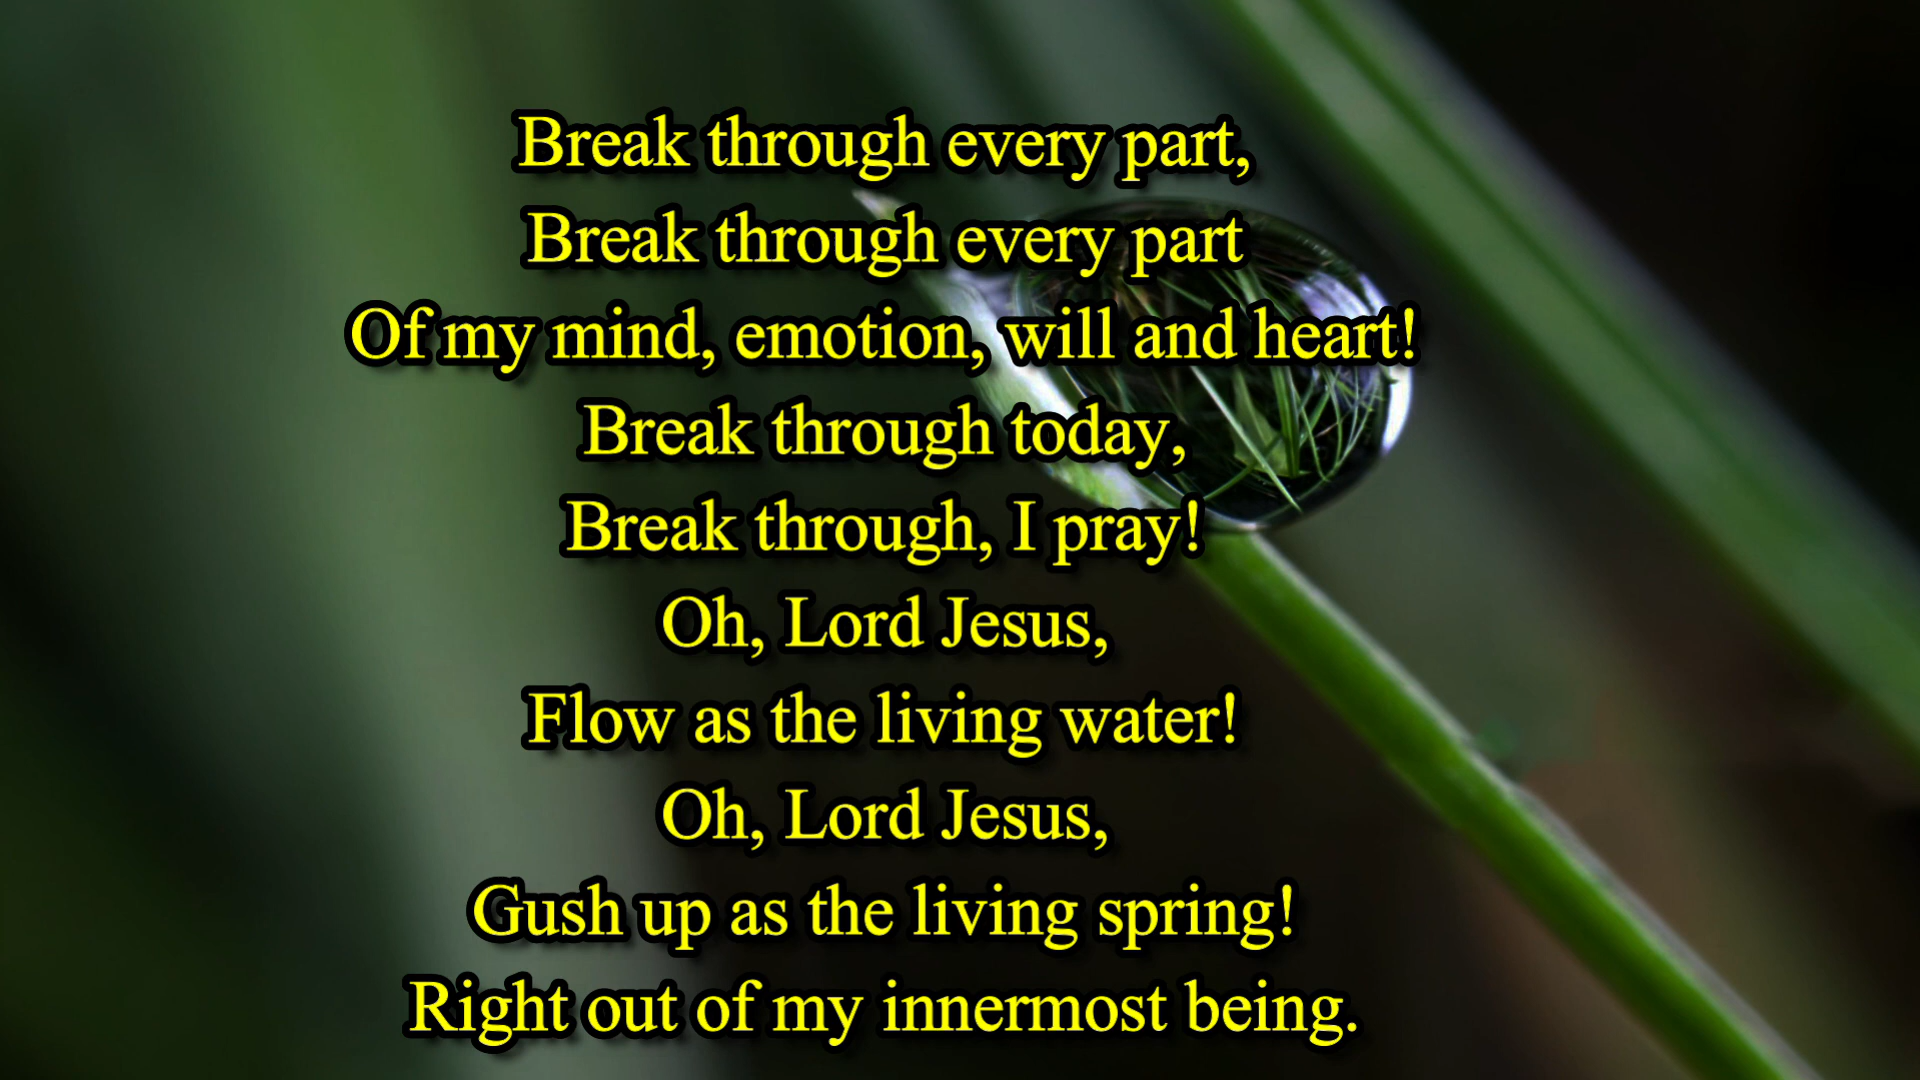 Break through every part,
Break through every part
Of my mind, emotion, will and heart!
Break through today,
Break through, I pray!
Oh, Lord Jesus,
Flow as the living water!
Oh, Lord Jesus,
Gush up as the living spring!
Right out of my innermost being.